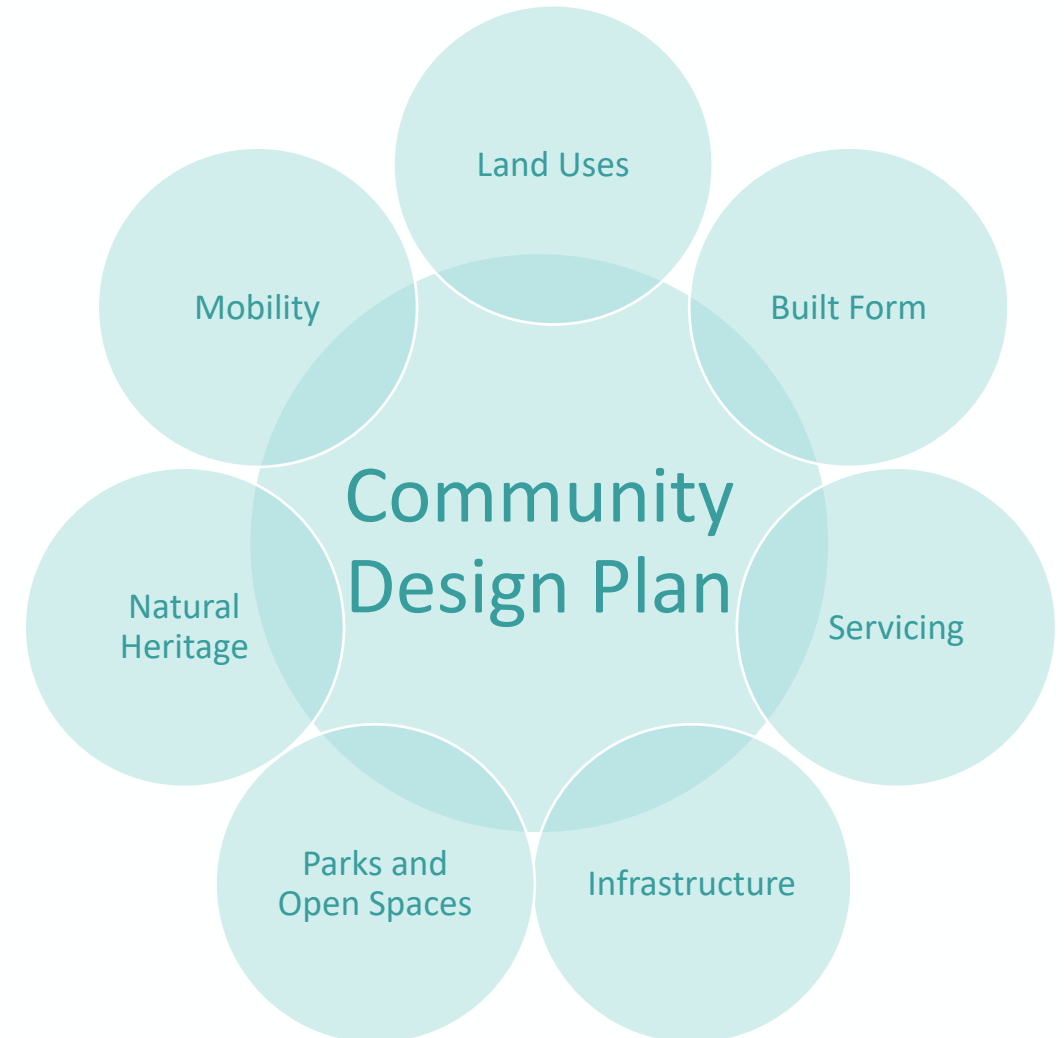 Land Uses
Mobility
Built Form
Community
Design Plan
Natural
Heritage
Servicing
Parks and
Open Spaces
Infrastructure